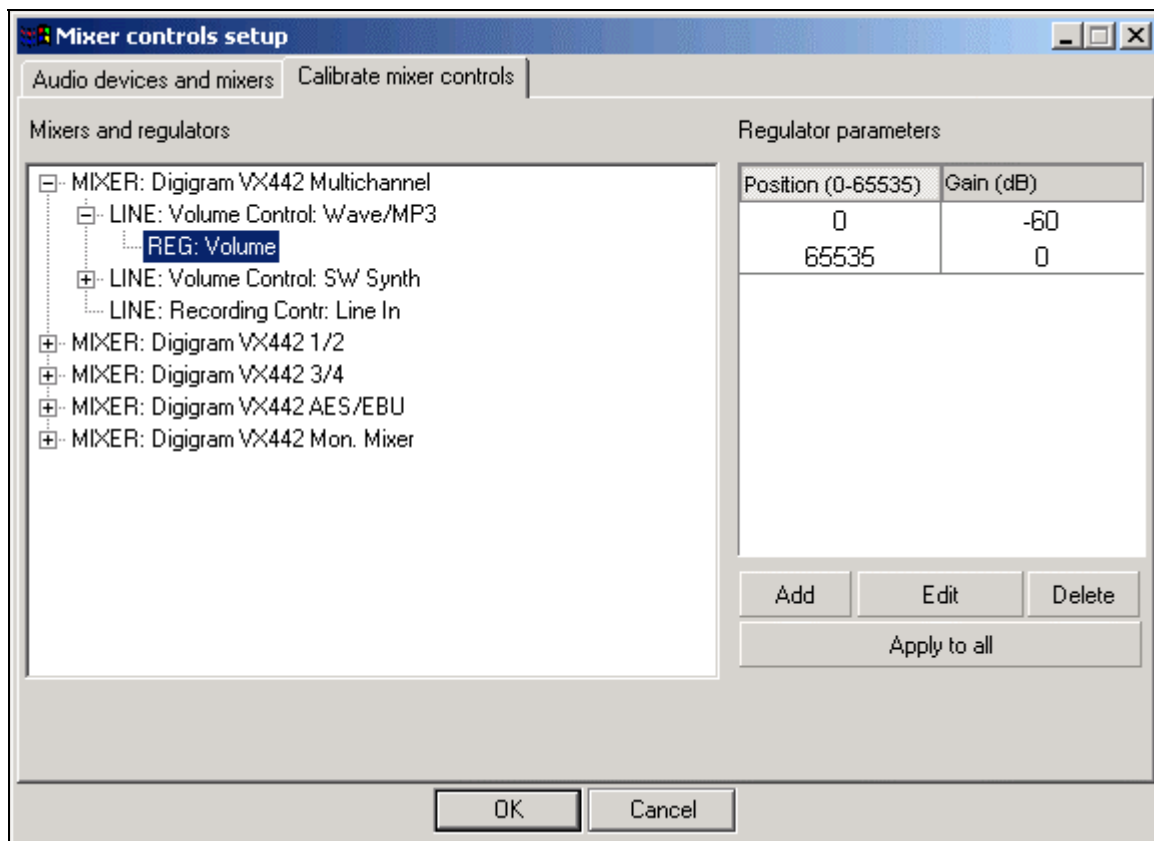 Mixer controls setup
Audio devices and mixers
Calibrate mixer controls
Mixers and regulators
MIXER: Digigram VX442 Multichannel
LINE: Volume Control: Wave/MP3
REG: Volume
LINE: Volume Control: SW Synth
LINE: Recording Contr: Line In
MIXER: Digigram VX442 1/2
MIXER: Digigram VX442 3/4
MIXER: Digigram VX442 AES/EBU
MIXER: Digigram VX442 Mon. Mixer
Regulator parameters
Position (0-65535) Gain (dB)
0 -60
65535 0
Add Edit Delete
Apply to all
OK Cancel